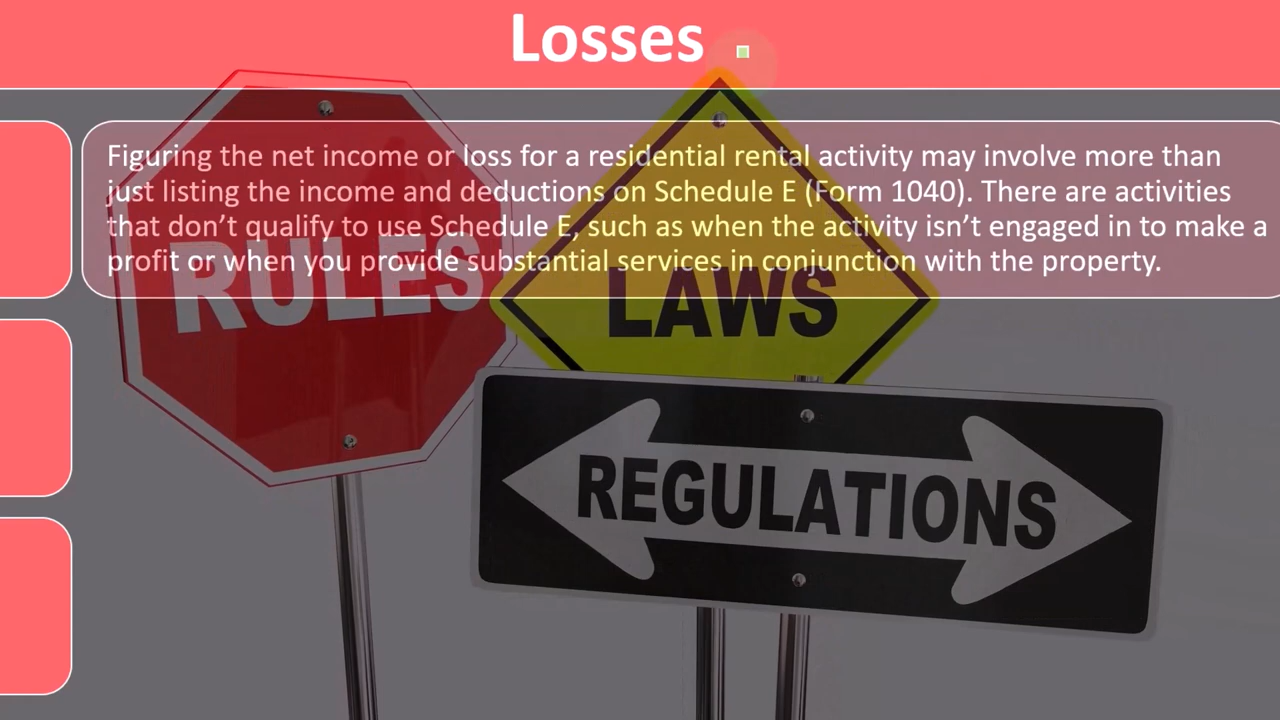 Losses
Figuring the net income or loss for a residential rental activity may involve more than
just listing the income and deductions on Schedule E (Form 1040). There are activities
that don’t qualify to use Schedule E, such as when the activity isn’t engaged in to make a
profit or when you provide substantial services in conjunction with the property.
RULES
LAWS
REGULATIONS